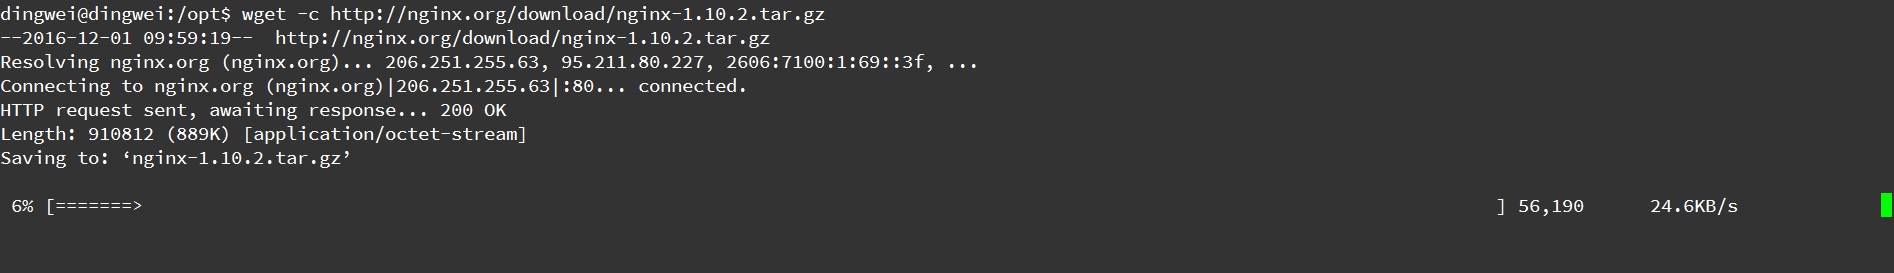 dingwei@dingwei:/opt$ wget -c http://nginx.org/download/nginx-1.10.2.tar.gz
--2016-12-01 09:59:19--  http://nginx.org/download/nginx-1.10.2.tar.gz
Resolving nginx.org (nginx.org)... 206.251.255.63, 95.211.80.227, 2606:7100:1:69::3f, ...
Connecting to nginx.org (nginx.org)|206.251.255.63|:80... connected.
HTTP request sent, awaiting response... 200 OK
Length: 910812 (889K) [application/octet-stream]
Saving to: ‘nginx-1.10.2.tar.gz’
6% [=======> ] 56,190 24.6KB/s